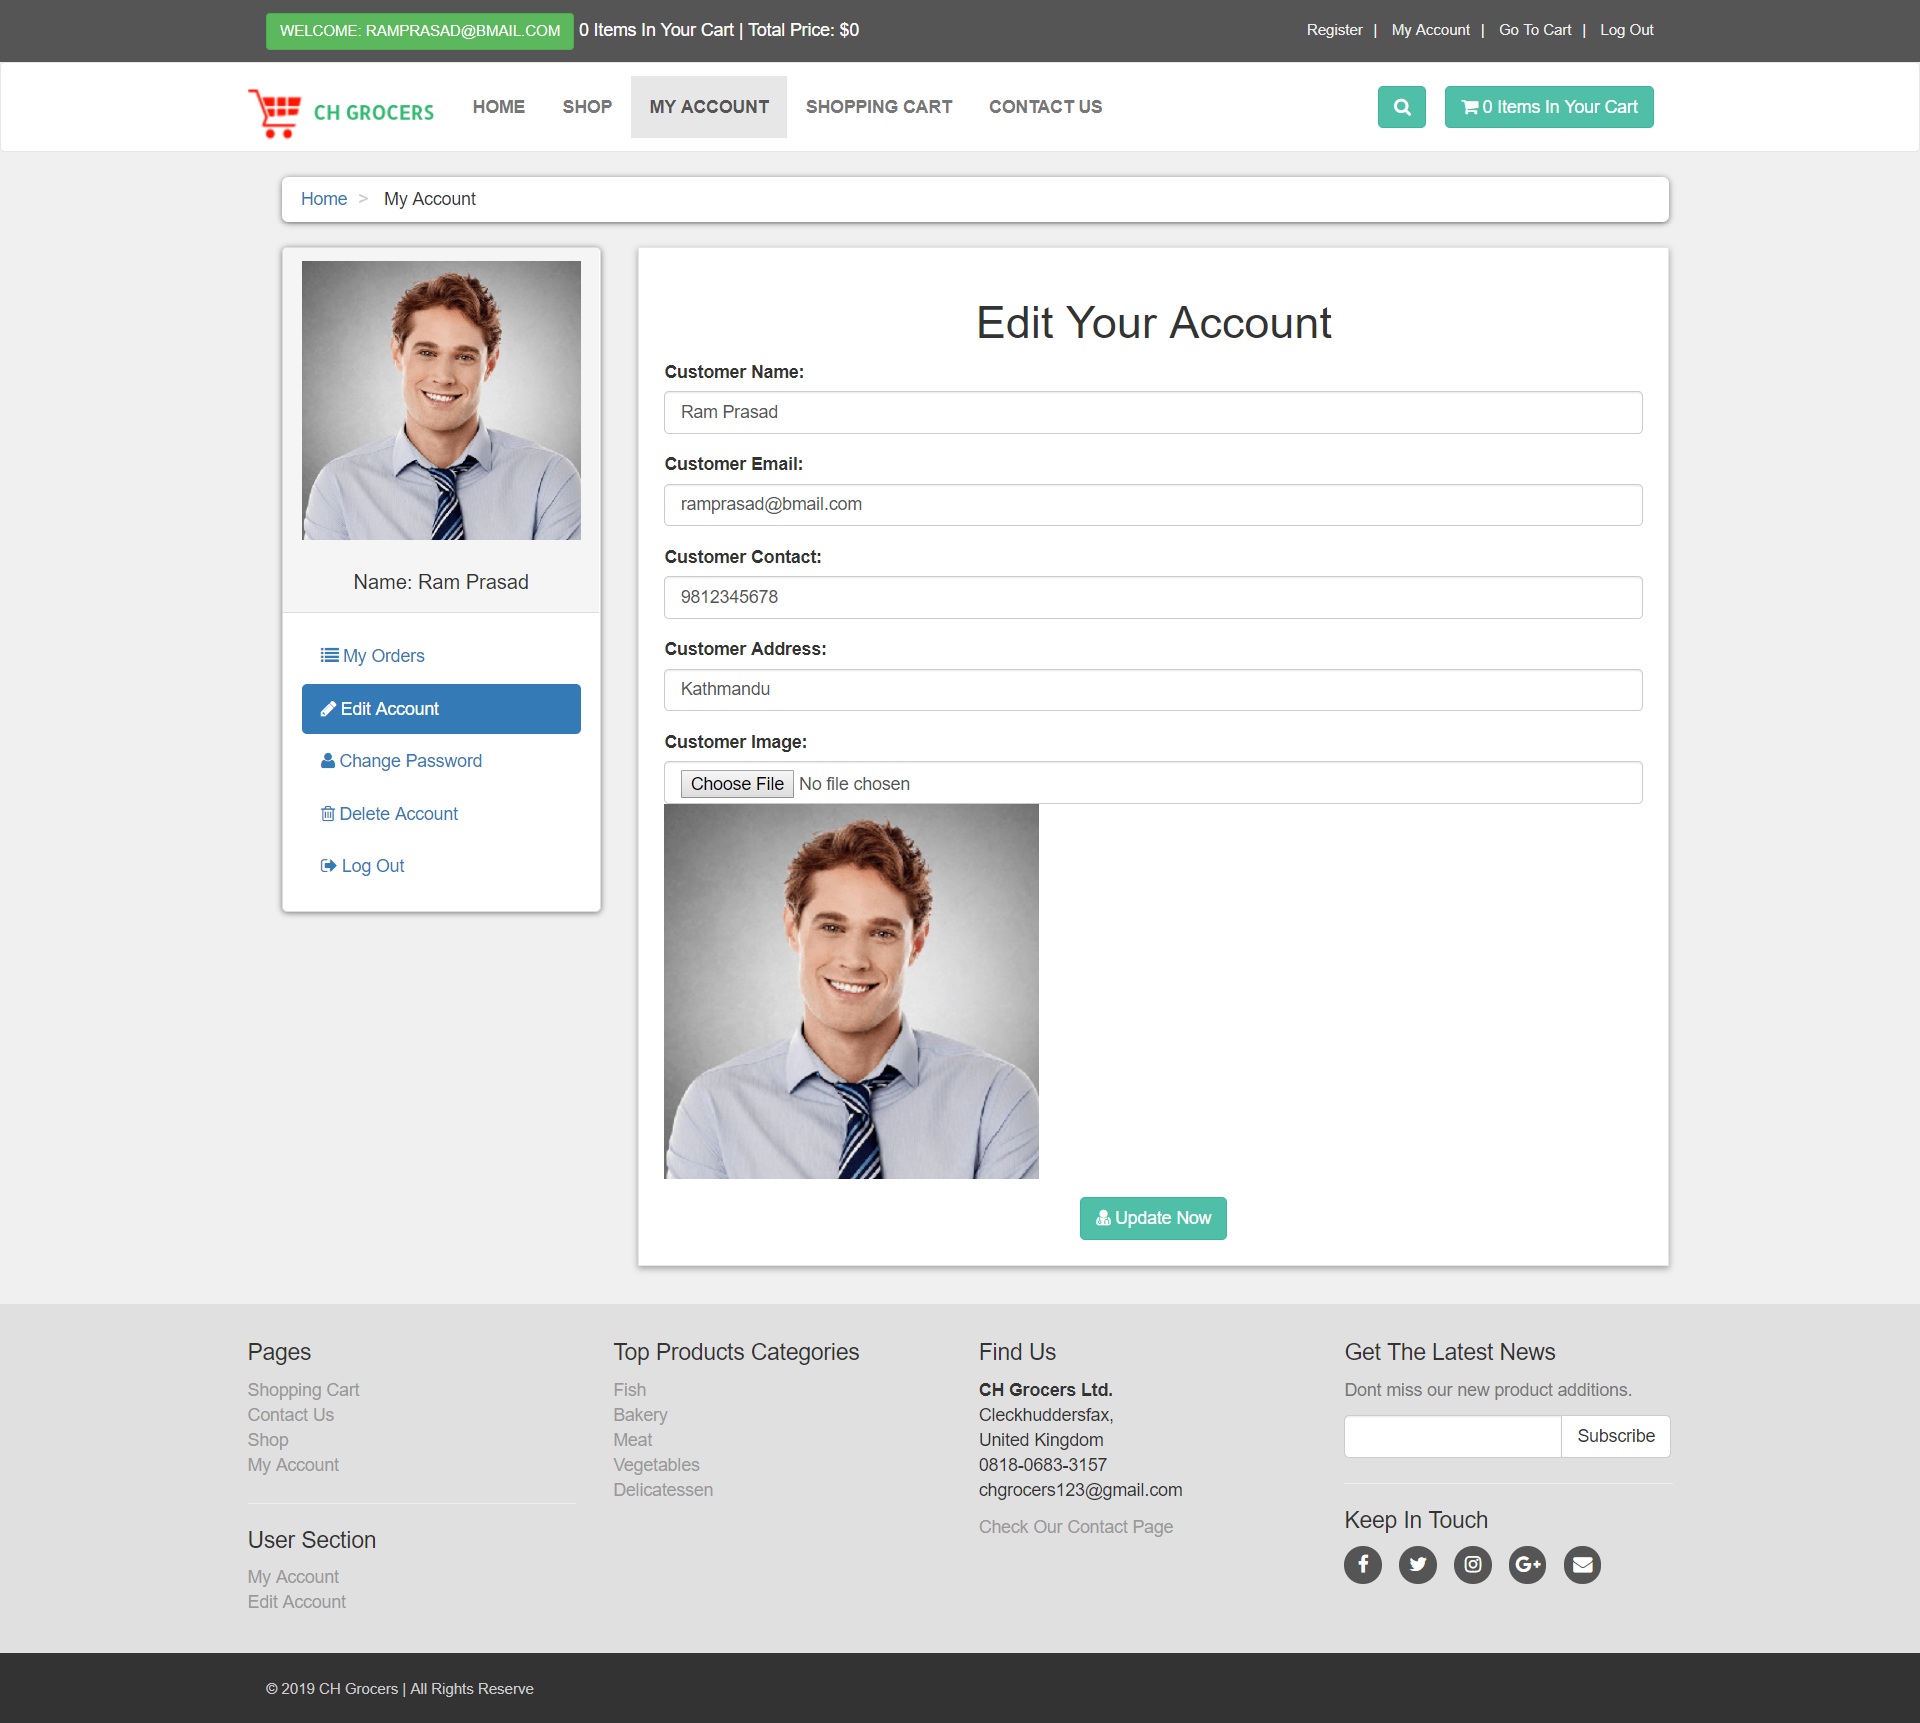 WELCOME: RAMPRASAD@BMAIL.COM 0 Items In Your Cart | Total Price: $0
Register | My Account | Go To Cart | Log Out
CH GROCERS
HOME SHOP MY ACCOUNT SHOPPING CART CONTACT US
0 Items In Your Cart
Home > My Account
Name: Ram Prasad
My Orders
Edit Account
Change Password
Delete Account
Log Out
Edit Your Account
Customer Name:
Ram Prasad
Customer Email:
ramprasad@bmail.com
Customer Contact:
9812345678
Customer Address:
Kathmandu
Customer Image:
Choose File No file chosen
Update Now
Pages
Shopping Cart
Contact Us
Shop
My Account
User Section
My Account
Edit Account
Top Products Categories
Fish
Bakery
Meat
Vegetables
Delicatessen
Find Us
CH Grocers Ltd.
Cleckhuddersfax,
United Kingdom
0818-0683-3157
chgrocers123@gmail.com
Check Our Contact Page
Get The Latest News
Dont miss our new product additions.
Subscribe
Keep In Touch
© 2019 CH Grocers | All Rights Reserve